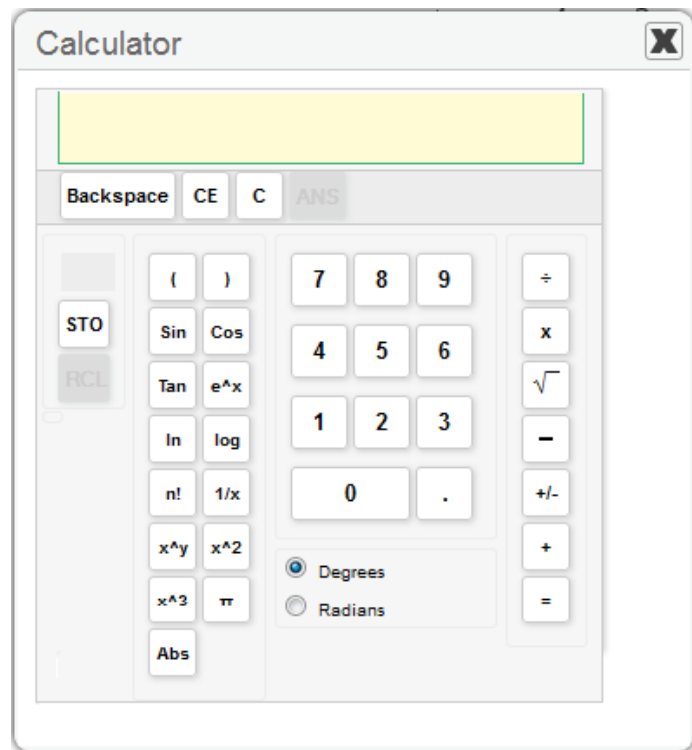 Calculator X
Backspace CE C ANS
( ) 7 8 9 ÷
STO Sin Cos 4 5 6 x
RCL Tan e^x √
ln log 1 2 3 −
n! 1/x 0 . +/-
x^y x^2 Degrees +
x^3 π Radians =
Abs